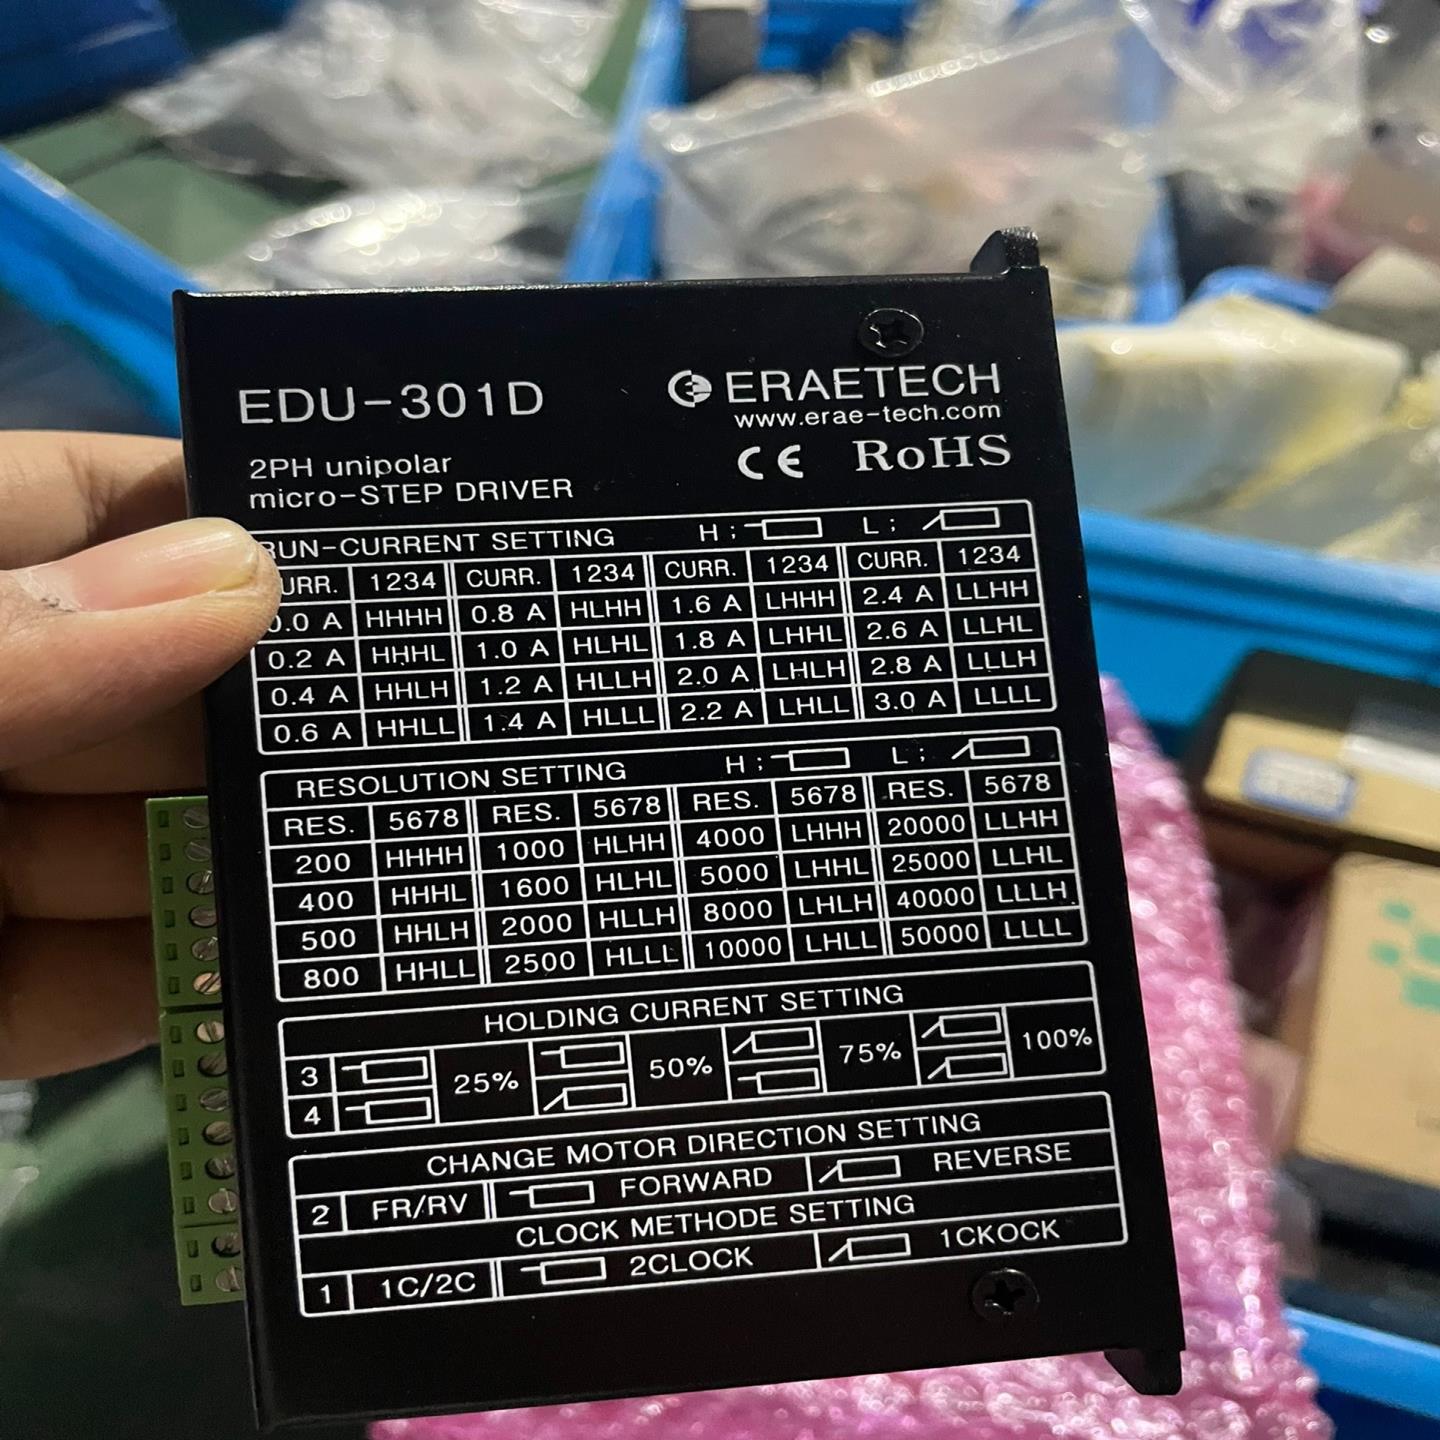 EDU-301D
ERAETECH
www.erae-tech.com
CE RoHS
2PH unipolar
micro-STEP DRIVER
RUN-CURRENT SETTING H ; L ;
CURR. 1234 CURR. 1234 CURR. 1234 CURR. 1234
0.0 A HHHH 0.8 A HLHH 1.6 A LHHH 2.4 A LLHH
0.2 A HHHL 1.0 A HLHL 1.8 A LHHL 2.6 A LLHL
0.4 A HHLH 1.2 A HLLH 2.0 A LHLH 2.8 A LLLH
0.6 A HHLL 1.4 A HLLL 2.2 A LHLL 3.0 A LLLL
RESOLUTION SETTING H ; L ;
RES. 5678 RES. 5678 RES. 5678 RES. 5678
200 HHHH 1000 HLHH 4000 LHHH 20000 LLHH
400 HHHL 1600 HLHL 5000 LHHL 25000 LLHL
500 HHLH 2000 HLLH 8000 LHLH 40000 LLLH
800 HHLL 2500 HLLL 10000 LHLL 50000 LLLL
HOLDING CURRENT SETTING
3 25% 50% 75% 100%
4
CHANGE MOTOR DIRECTION SETTING
2 FR/RV FORWARD REVERSE
CLOCK METHODE SETTING
1 1C/2C 2CLOCK 1CKOCK